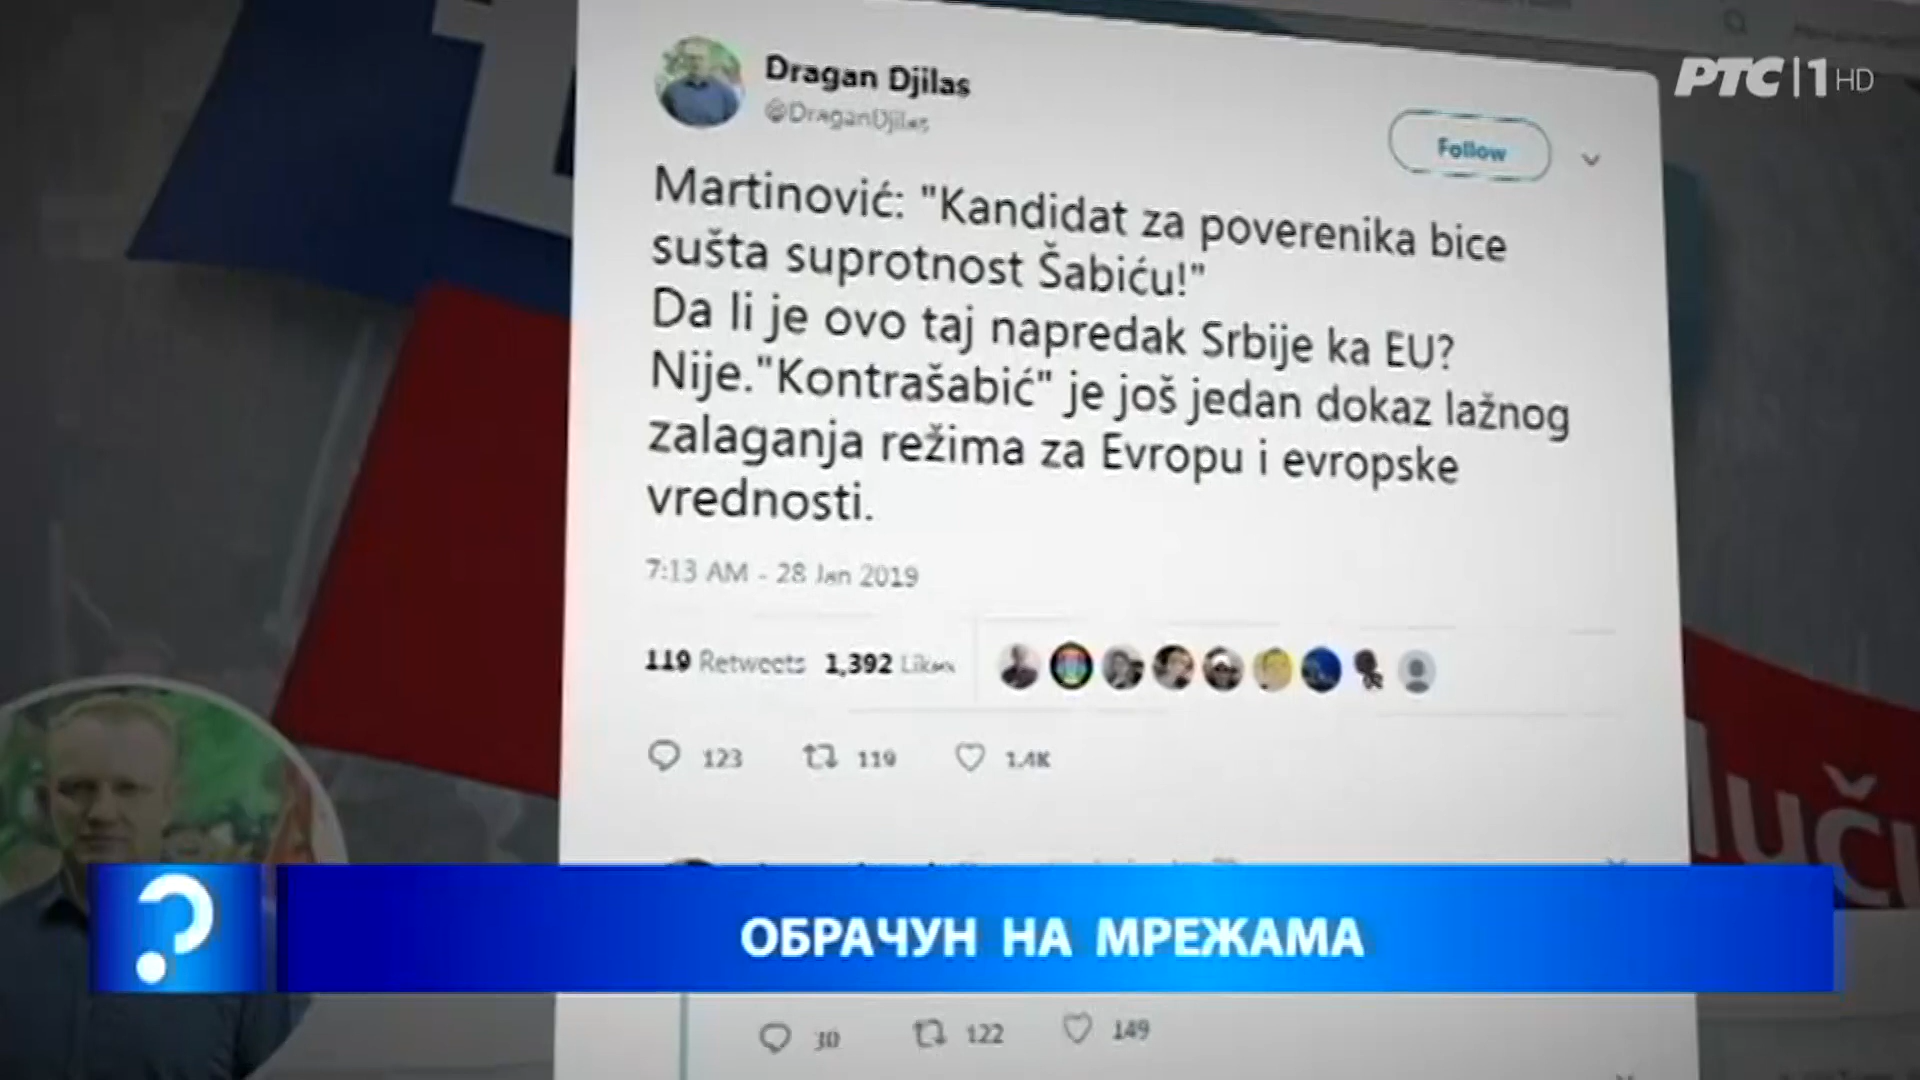 Dragan Djilas
@DraganDjilas
РТС|1 HD
Follow
Martinović: "Kandidat za poverenika bice
sušta suprotnost Šabiću!"
Da li je ovo taj napredak Srbije ka EU?
Nije."Kontrašabić" je još jedan dokaz lažnog
zalaganja režima za Evropu i evropske
vrednosti.
7:13 AM - 28 Jan 2019
119 Retweets 1,392 Likes
123 119 1.4K
luči
?
ОБРАЧУН НА МРЕЖАМА
30 122 149